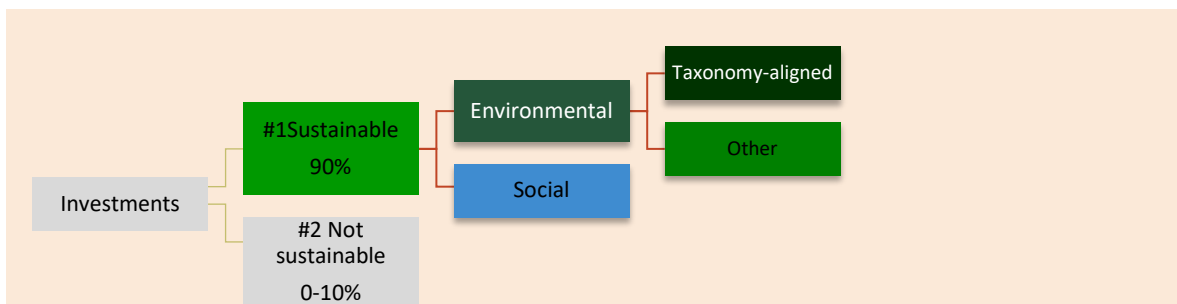 Investments
#1Sustainable
90%
#2 Not
sustainable
0-10%
Environmental
Social
Taxonomy-aligned
Other